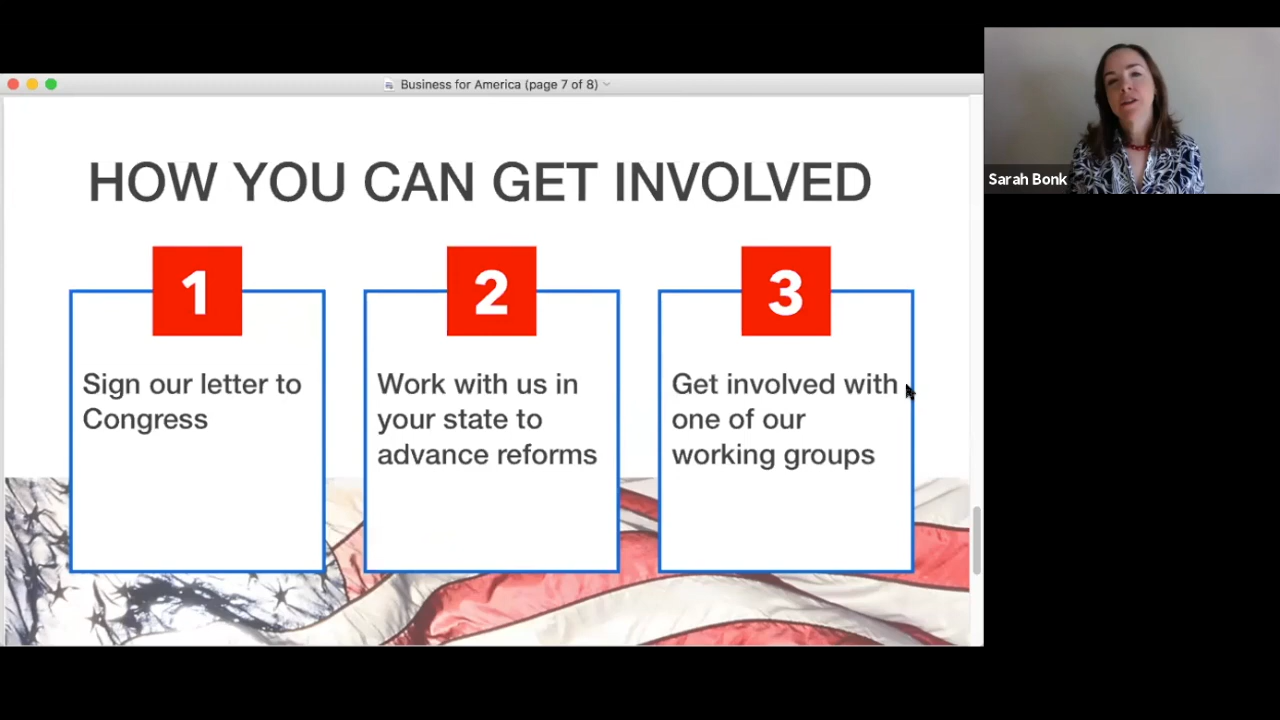 Business for America (page 7 of 8)
HOW YOU CAN GET INVOLVED
1
Sign our letter to
Congress
2
Work with us in
your state to
advance reforms
3
Get involved with
one of our
working groups
Sarah Bonk